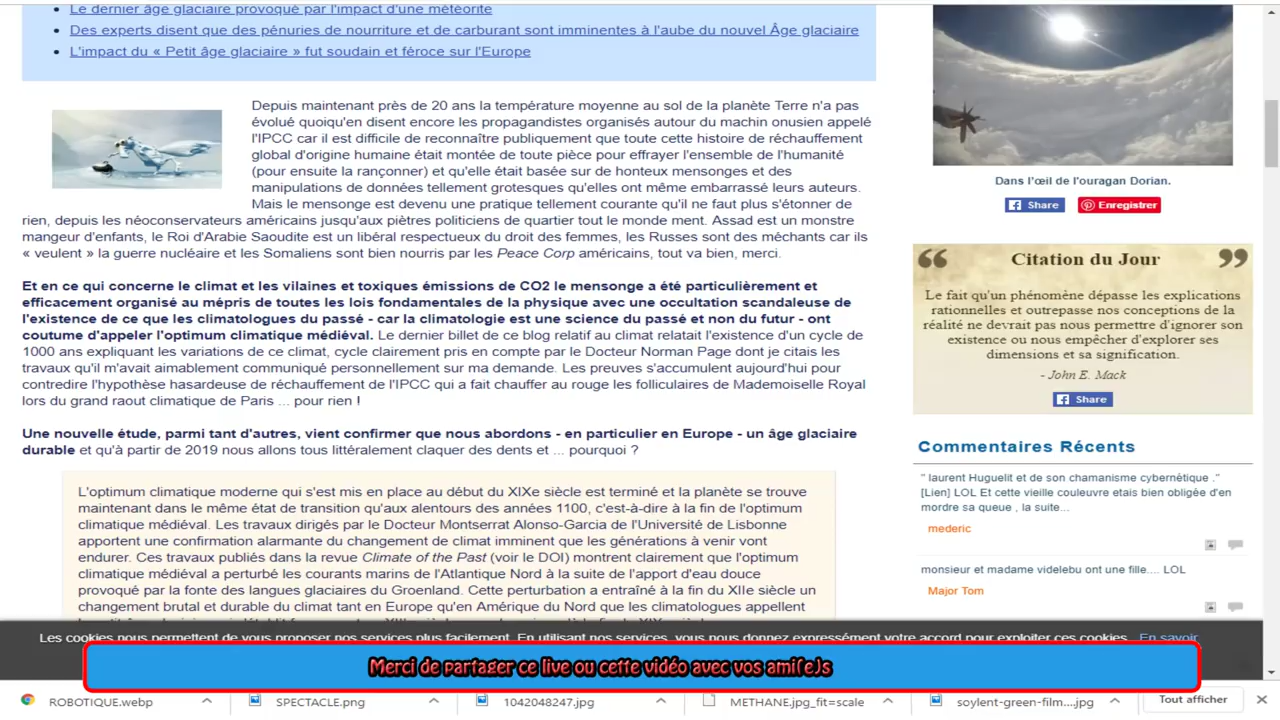 Le dernier âge glaciaire provoqué par l'impact d'une météorite
Des experts disent que des pénuries de nourriture et de carburant sont imminentes à l'aube du nouvel Âge glaciaire
L'impact du « Petit âge glaciaire » fut soudain et féroce sur l'Europe
Depuis maintenant près de 20 ans la température moyenne au sol de la planète Terre n'a pas
évolué quoiqu'en disent encore les propagandistes organisés autour du machin onusien appelé
l'IPCC car il est difficile de reconnaître publiquement que toute cette histoire de réchauffement
global d'origine humaine était montée de toute pièce pour effrayer l'ensemble de l'humanité
(pour ensuite la rançonner) et qu'elle était basée sur de honteux mensonges et des
manipulations de données tellement grotesques qu'elles ont même embarrassé leurs auteurs.
Mais le mensonge est devenu une pratique tellement courante qu'il ne faut plus s'étonner de
rien, depuis les néoconservateurs américains jusqu'aux piètres politiciens de quartier tout le monde ment. Assad est un monstre
mangeur d'enfants, le Roi d'Arabie Saoudite est un libéral respectueux du droit des femmes, les Russes sont des méchants car ils
« veulent » la guerre nucléaire et les Somaliens sont bien nourris par les Peace Corp américains, tout va bien, merci.
Et en ce qui concerne le climat et les vilaines et toxiques émissions de CO2 le mensonge a été particulièrement et
efficacement organisé au mépris de toutes les lois fondamentales de la physique avec une occultation scandaleuse de
l'existence de ce que les climatologues du passé - car la climatologie est une science du passé et non du futur - ont
coutume d'appeler l'optimum climatique médiéval. Le dernier billet de ce blog relatif au climat relatait l'existence d'un cycle de
1000 ans expliquant les variations de ce climat, cycle clairement pris en compte par le Docteur Norman Page dont je citais les
travaux qu'il m'avait aimablement communiqué personnellement sur ma demande. Les preuves s'accumulent aujourd'hui pour
contredire l'hypothèse hasardeuse de réchauffement de l'IPCC qui a fait chauffer au rouge les folliculaires de Mademoiselle Royal
lors du grand raout climatique de Paris ... pour rien !
Une nouvelle étude, parmi tant d'autres, vient confirmer que nous abordons - en particulier en Europe - un âge glaciaire
durable et qu'à partir de 2019 nous allons tous littéralement claquer des dents et ... pourquoi ?
L'optimum climatique moderne qui s'est mis en place au début du XIXe siècle est terminé et la planète se trouve
maintenant dans le même état de transition qu'aux alentours des années 1100, c'est-à-dire à la fin de l'optimum
climatique médiéval. Les travaux dirigés par le Docteur Montserrat Alonso-Garcia de l'Université de Lisbonne
apportent une confirmation alarmante du changement de climat imminent que les générations à venir vont
endurer. Ces travaux publiés dans la revue Climate of the Past (voir le DOI) montrent clairement que l'optimum
climatique médiéval a perturbé les courants marins de l'Atlantique Nord à la suite de l'apport d'eau douce
provoqué par la fonte des langues glaciaires du Groenland. Cette perturbation a entraîné à la fin du XIIe siècle un
changement brutal et durable du climat tant en Europe qu'en Amérique du Nord que les climatologues appellent
Dans l'œil de l'ouragan Dorian.
Share
Enregistrer
Citation du Jour
Le fait qu'un phénomène dépasse les explications
rationnelles et outrepasse nos conceptions de la
réalité ne devrait pas nous permettre d'ignorer son
existence ou nous empêcher d'explorer ses
dimensions et sa signification.
- John E. Mack
Share
Commentaires Récents
" laurent Huguelit et de son chamanisme cybernétique ."
[Lien] LOL Et cette vieille couleuvre etais bien obligée d'en
mordre sa queue , la suite...
mederic
monsieur et madame videlebu ont une fille.... LOL
Major Tom
Les cookies nous permettent de vous proposer nos services plus facilement. En utilisant nos services, vous nous donnez expressément votre accord pour exploiter ces cookies. En savoir
Merci de partager ce live ou cette vidéo avec vos ami(e)s
ROBOTIQUE.webp
SPECTACLE.png
1042048247.jpg
METHANE.jpg_fit=scale
soylent-green-film....jpg
Tout afficher